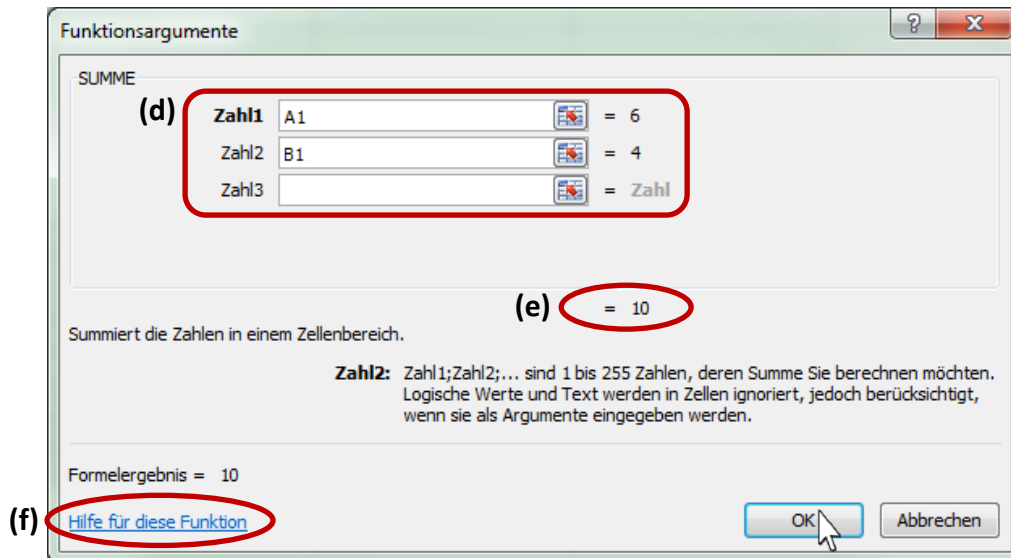 Funktionsargumente
SUMME
(d)
Zahl1 A1 = 6
Zahl2 B1 = 4
Zahl3 = Zahl
(e) = 10
Summiert die Zahlen in einem Zellenbereich.
Zahl2: Zahl1;Zahl2;... sind 1 bis 255 Zahlen, deren Summe Sie berechnen möchten.
Logische Werte und Text werden in Zellen ignoriert, jedoch berücksichtigt,
wenn sie als Argumente eingegeben werden.
Formelergebnis = 10
(f) Hilfe für diese Funktion
OK Abbrechen